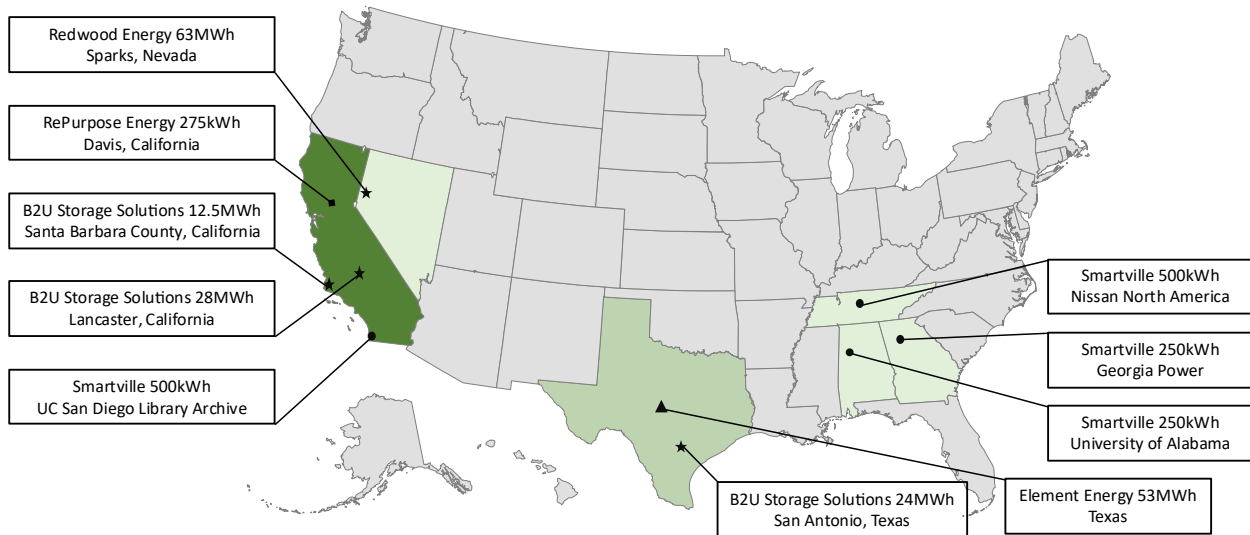 Redwood Energy 63MWh
Sparks, Nevada
RePurpose Energy 275kWh
Davis, California
B2U Storage Solutions 12.5MWh
Santa Barbara County, California
B2U Storage Solutions 28MWh
Lancaster, California
Smartville 500kWh
UC San Diego Library Archive
Smartville 500kWh
Nissan North America
Smartville 250kWh
Georgia Power
Smartville 250kWh
University of Alabama
B2U Storage Solutions 24MWh
San Antonio, Texas
Element Energy 53MWh
Texas